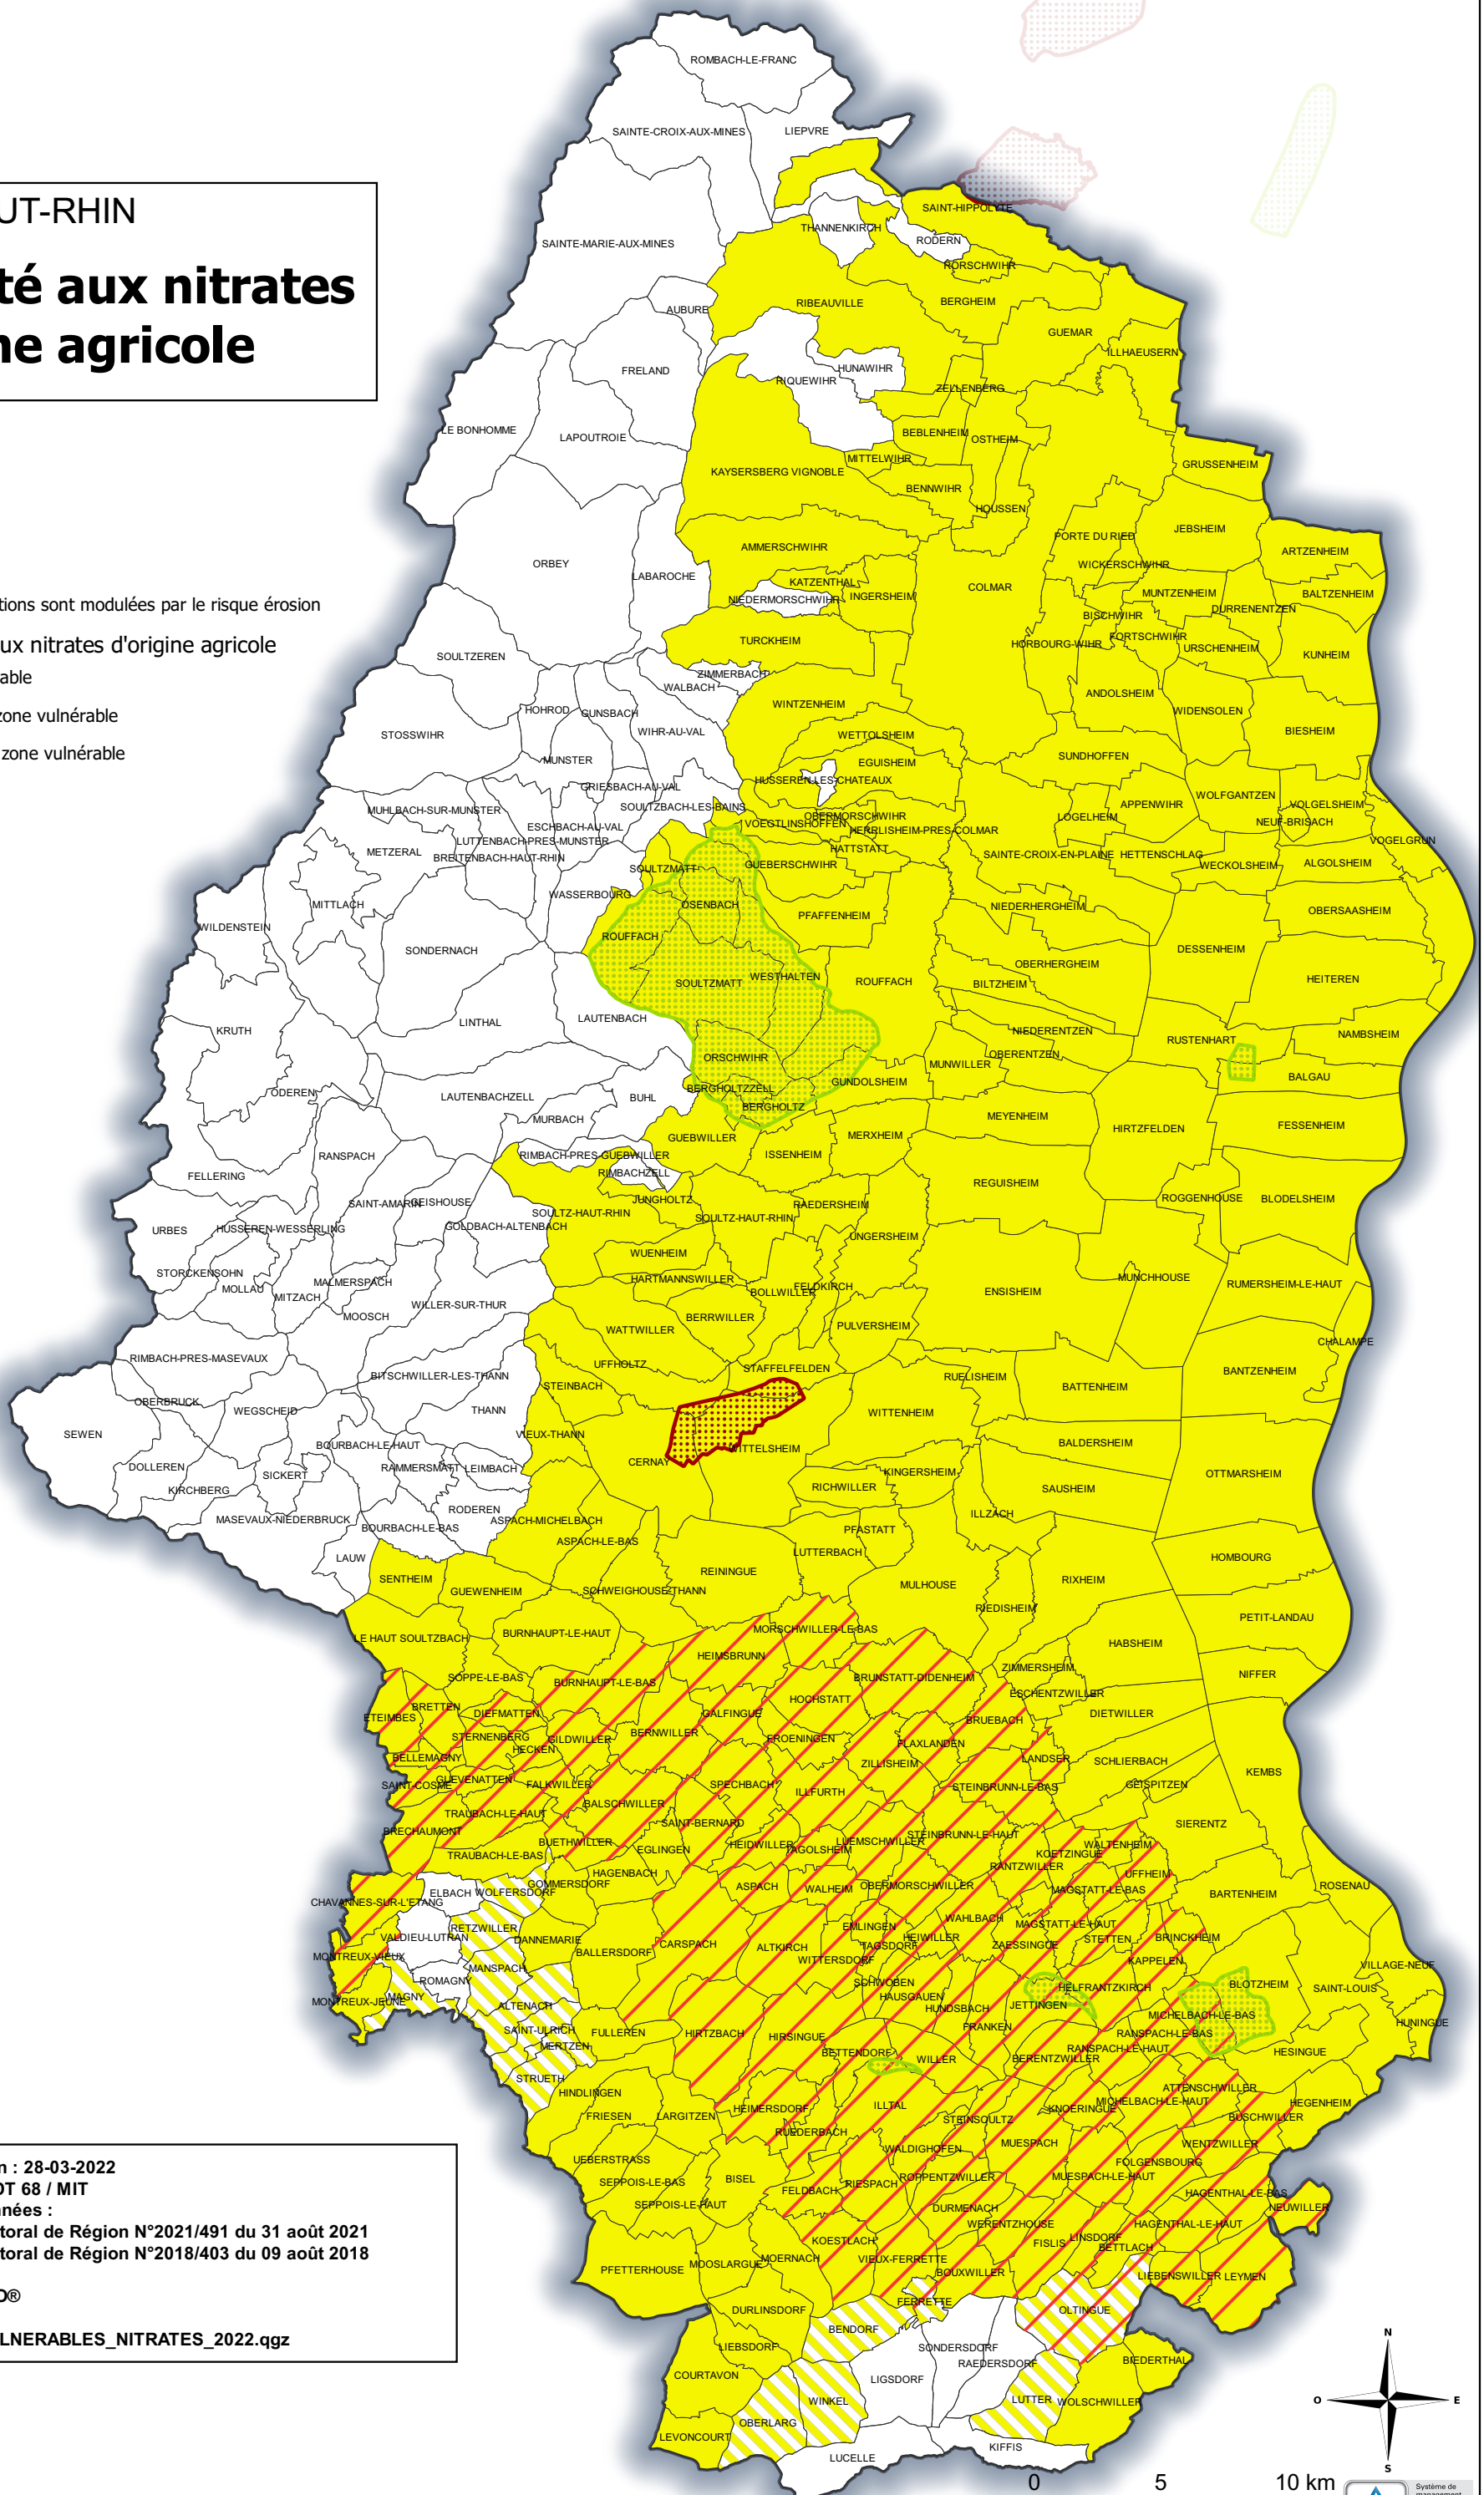 UT-RHIN
té aux nitrates
ne agricole
tions sont modulées par le risque érosion
ux nitrates d'origine agricole
rable
zone vulnérable
zone vulnérable
ROMBACH-LE-FRANC
SAINTE-CROIX-AUX-MINES
LIEPVRE
SAINT-HIPPOLYTE
THANNENKIRCH
RODERN
SAINTE-MARIE-AUX-MINES
RORSCHWIHR
RIBEAUVILLE
BERGHEIM
AUBURE
GUEMAR
ILLHAEUSERN
FRELAND
HUNAWIHR
RIQUEWIHR
ZELLENBERG
LE BONHOMME
LAPOUTROIE
BEBLENHEIM
OSTHEIM
MITTELWIHR
KAYSERSBERG VIGNOBLE
GRUSSENHEIM
BENNWIHR
HOUSSEN
JEBSHEIM
PORTE DU RIED
AMMERSCHWIHR
ARTZENHEIM
ORBEY
WICKERSCHWIHR
LABAROCHE
KATZENTHAL
COLMAR
NIEDERMORSCHWIHR
INGERSHEIM
MUNTZENHEIM
BALTZENHEIM
DURRENENTZEN
BISCHWIHR
TURCKHEIM
HORBOURG-WIHR
FORTSCHWIHR
URSCHENHEIM
KUNHEIM
SOULTZEREN
ZIMMERBACH
WALBACH
ANDOLSHEIM
WINTZENHEIM
WIDENSOLEN
HOHROD
GUNSBACH
WIHR-AU-VAL
STOSSWIHR
WETTOLSHEIM
BIESHEIM
MUNSTER
EGUISHEIM
SUNDHOFFEN
HUSSEREN-LES-CHATEAUX
GRIESBACH-AU-VAL
WOLFGANTZEN
MUHLBACH-SUR-MUNSTER
SOULTZBACH-LES-BAINS
APPENWIHR
VOLGELSHEIM
OBERMORSCHWIHR
LOGELHEIM
NEUF-BRISACH
ESCHBACH-AU-VAL
VOEGTLINSHOFFEN
HERRLISHEIM-PRES-COLMAR
LUTTENBACH-PRES-MUNSTER
VOGELGRUN
METZERAL
BREITENBACH-HAUT-RHIN
HATTSTATT
SAINTE-CROIX-EN-PLAINE
HETTENSCHLAG
WECKOLSHEIM
ALGOLSHEIM
SOULTZMATT
GUEBERSCHWIHR
WASSERBOURG
MITTLACH
OSENBACH
NIEDERHERGHEIM
OBERSAASHEIM
PFAFFENHEIM
WILDENSTEIN
ROUFFACH
SONDERNACH
DESSENHEIM
OBERHERGHEIM
WESTHALTEN
HEITEREN
SOULTZMATT
ROUFFACH
BILTZHEIM
LINTHAL
LAUTENBACH
KRUTH
NIEDERENTZEN
NAMBSHEIM
RUSTENHART
ORSCHWIHR
OBERENTZEN
MUNWILLER
BALGAU
GUNDOLSHEIM
BERGHOLTZZELL
ODEREN
LAUTENBACHZELL
BUHL
BERGHOLTZ
MURBACH
MEYENHEIM
FESSENHEIM
HIRTZFELDEN
GUEBWILLER
MERXHEIM
RANSPACH
RIMBACH-PRES-GUEBWILLER
ISSENHEIM
FELLERING
RIMBACHZELL
REGUISHEIM
SAINT-AMARIN
GEISHOUSE
JUNGHOLTZ
ROGGENHOUSE
BLODELSHEIM
RAEDERSHEIM
SOULTZ-HAUT-RHIN
SOULTZ-HAUT-RHIN
URBES
HUSSEREN-WESSERLING
GOLDBACH-ALTENBACH
UNGERSHEIM
WUENHEIM
STORCKENSOHN
MALMERSPACH
HARTMANNSWILLER
FELDKIRCH
MUNCHHOUSE
RUMERSHEIM-LE-HAUT
MOLLAU
MITZACH
BOLLWILLER
ENSISHEIM
WILLER-SUR-THUR
MOOSCH
BERRWILLER
PULVERSHEIM
WATTWILLER
CHALAMPE
RIMBACH-PRES-MASEVAUX
UFFHOLTZ
STAFFELFELDEN
BANTZENHEIM
BITSCHWILLER-LES-THANN
STEINBACH
RUELISHEIM
BATTENHEIM
OBERBRUCK
WEGSCHEID
THANN
WITTENHEIM
SEWEN
VIEUX-THANN
BOURBACH-LE-HAUT
WITTELSHEIM
BALDERSHEIM
CERNAY
DOLLEREN
RAMMERSMATT
LEIMBACH
SICKERT
KINGERSHEIM
OTTMARSHEIM
KIRCHBERG
RICHWILLER
SAUSHEIM
RODEREN
MASEVAUX-NIEDERBRUCK
BOURBACH-LE-BAS
ASPACH-MICHELBACH
ILLZACH
PFASTATT
ASPACH-LE-BAS
LAUW
LUTTERBACH
HOMBOURG
REININGUE
SENTHEIM
GUEWENHEIM
SCHWEIGHOUSE-THANN
MULHOUSE
RIXHEIM
RIEDISHEIM
PETIT-LANDAU
MORSCHWILLER-LE-BAS
LE HAUT SOULTZBACH
BURNHAUPT-LE-HAUT
HABSHEIM
HEIMSBRUNN
ZIMMERSHEIM
SOPPE-LE-BAS
BURNHAUPT-LE-BAS
BRUNSTATT-DIDENHEIM
NIFFER
ESCHENTZWILLER
HOCHSTATT
BRETTEN
DIEFMATTEN
GALFINGUE
DIETWILLER
ETEIMBES
BRUEBACH
STERNENBERG
GILDWILLER
BERNWILLER
FROENINGEN
FLAXLANDEN
HECKEN
BELLEMAGNY
ZILLISHEIM
LANDSER
SCHLIERBACH
KEMBS
GUEVENATTEN
SAINT-COSME
FALKWILLER
SPECHBACH
ILLFURTH
STEINBRUNN-LE-BAS
GEISPITZEN
BALSCHWILLER
TRAUBACH-LE-HAUT
SAINT-BERNARD
SIERENTZ
BRECHAUMONT
BUETHWILLER
EGLINGEN
HEIDWILLER
TAGOLSHEIM
LUEMSCHWILLER
STEINBRUNN-LE-HAUT
WALTENHEIM
KOETZINGUE
TRAUBACH-LE-BAS
RANTZWILLER
UFFHEIM
HAGENBACH
GOMMERSDORF
ASPACH
WALHEIM
OBERMORSCHWILLER
MAGSTATT-LE-BAS
BARTENHEIM
ROSENAU
ELBACH
WOLFERSDORF
CHAVANNES-SUR-L'ETANG
RETZWILLER
EMLINGEN
WAHLBACH
MAGSTATT-LE-HAUT
VALDIEU-LUTRAN
DANNEMARIE
CARSPACH
ALTKIRCH
TAGSDORF
HEIWILLER
ZAESSINGUE
STETTEN
BRINCKHEIM
BALLERSDORF
MONTREUX-VIEUX
WITTERSDORF
KAPPELEN
VILLAGE-NEUF
MANSPACH
ROMAGNY
SCHWOBEN
HELFRANTZKIRCH
BLOTZHEIM
SAINT-LOUIS
MAGNY
MONTREUX-JEUNE
ALTENACH
HAUSGAUEN
HUNDSBACH
JETTINGEN
MICHELBACH-LE-BAS
HUNINGUE
SAINT-ULRICH
FULLEREN
HIRTZBACH
HIRSINGUE
FRANKEN
RANSPACH-LE-BAS
MERTZEN
BETTENDORF
WILLER
BERENTZWILLER
RANSPACH-LE-HAUT
HESINGUE
STRUETH
HINDLINGEN
ATTENSCHWILLER
MICHELBACH-LE-HAUT
HEGENHEIM
FRIESEN
LARGITZEN
HEIMERSDORF
ILLTAL
KNOERINGUE
BUSCHWILLER
STEINSOULTZ
RUEDERBACH
WENTZWILLER
UEBERSTRASS
WALDIGHOFEN
MUESPACH
FOLGENSBOURG
SEPPOIS-LE-BAS
BISEL
FELDBACH
RIESPACH
ROPPENTZWILLER
MUESPACH-LE-HAUT
HAGENTHAL-LE-BAS
SEPPOIS-LE-HAUT
DURMENACH
NEUWILLER
WERENTZHOUSE
LINSDORF
HAGENTHAL-LE-HAUT
KOESTLACH
FISLIS
BETTLACH
PFETTERHOUSE
MOOSLARGUE
MOERNACH
VIEUX-FERRETTE
BOUXWILLER
LIEBENSWILLER
LEYMEN
DURLINSDORF
FERRETTE
OLTINGUE
BENDORF
LIEBSDORF
SONDERSDORF
RAEDERSDORF
BIEDERTHAL
COURTAVON
LIGSDORF
WINKEL
LUTTER
WOLSCHWILLER
OBERLARG
LEVONCOURT
KIFFIS
LUCELLE
n : 28-03-2022
OT 68 / MIT
nnées :
ctoral de Région N°2021/491 du 31 août 2021
ctoral de Région N°2018/403 du 09 août 2018
D®
LNERABLES_NITRATES_2022.qgz
N
O
E
S
0 5 10 km
Système de